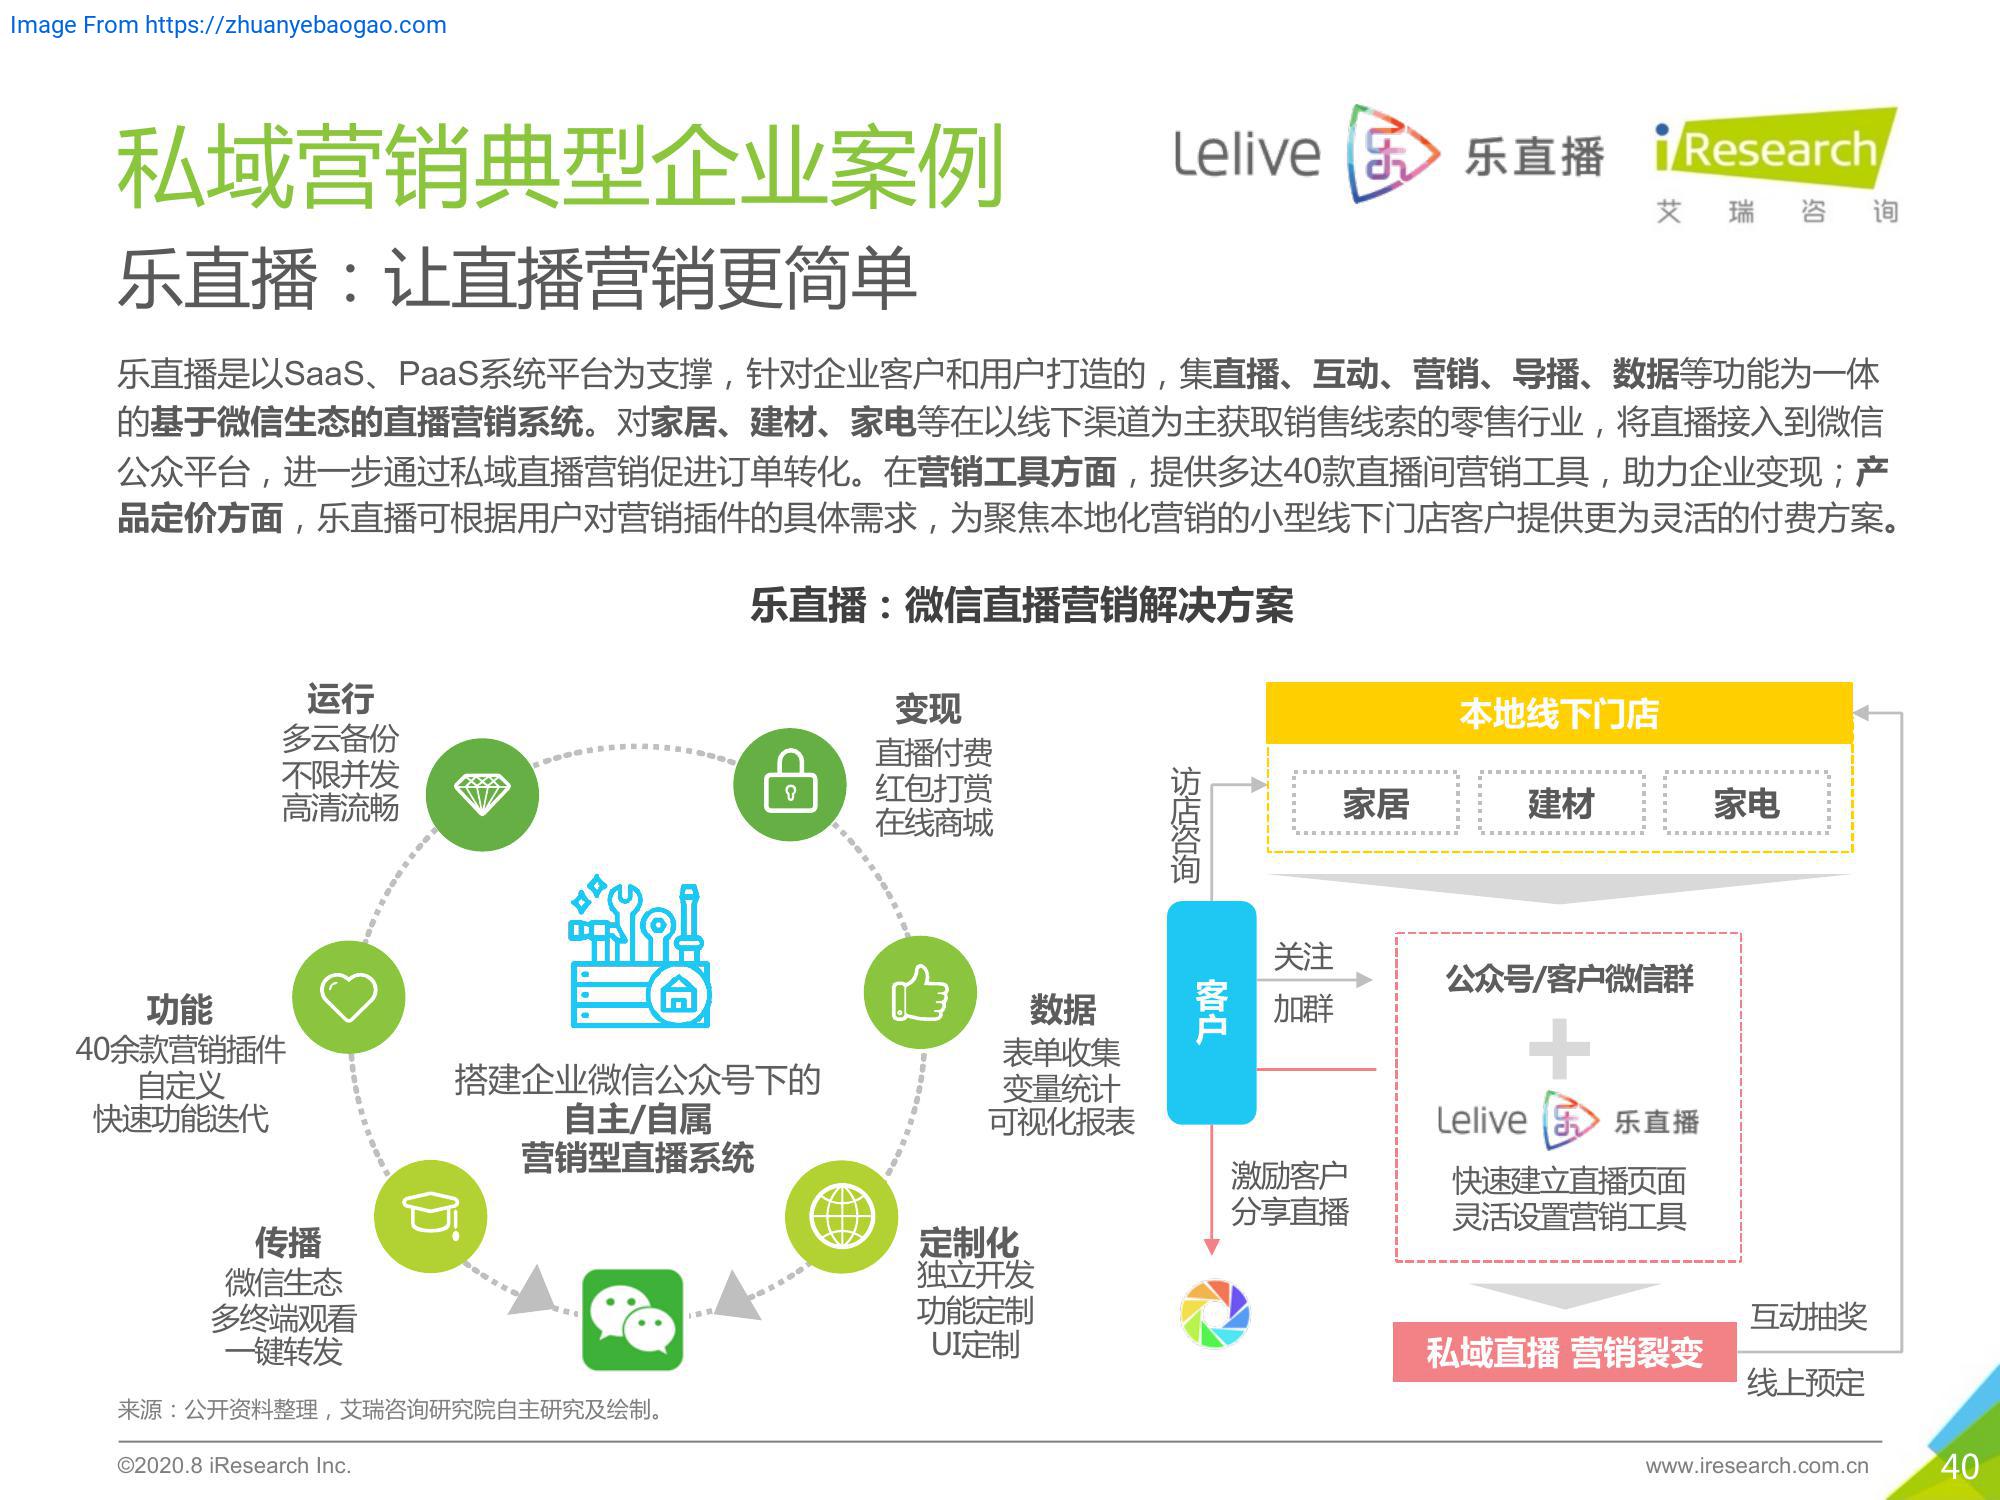 Image From https://zhuanyebaogao.com
私域营销典型企业案例
Lelive 乐直播
iResearch
艾瑞咨询
乐直播：让直播营销更简单
乐直播是以SaaS、PaaS系统平台为支撑，针对企业客户和用户打造的，集直播、互动、营销、导播、数据等功能为一体
的基于微信生态的直播营销系统。对家居、建材、家电等在以线下渠道为主获取销售线索的零售行业，将直播接入到微信
公众平台，进一步通过私域直播营销促进订单转化。在营销工具方面，提供多达40款直播间营销工具，助力企业变现；产
品定价方面，乐直播可根据用户对营销插件的具体需求，为聚焦本地化营销的小型线下门店客户提供更为灵活的付费方案。
乐直播：微信直播营销解决方案
运行
多云备份
不限并发
高清流畅
变现
直播付费
红包打赏
在线商城
功能
40余款营销插件
自定义
快速功能迭代
搭建企业微信公众号下的
自主/自属
营销型直播系统
数据
表单收集
变量统计
可视化报表
传播
微信生态
多终端观看
一键转发
定制化
独立开发
功能定制
UI定制
本地线下门店
家居
建材
家电
访店咨询
客户
关注
加群
公众号/客户微信群
Lelive 乐直播
快速建立直播页面
灵活设置营销工具
激励客户
分享直播
私域直播 营销裂变
互动抽奖
线上预定
来源：公开资料整理，艾瑞咨询研究院自主研究及绘制。
©2020.8 iResearch Inc.
www.iresearch.com.cn
40